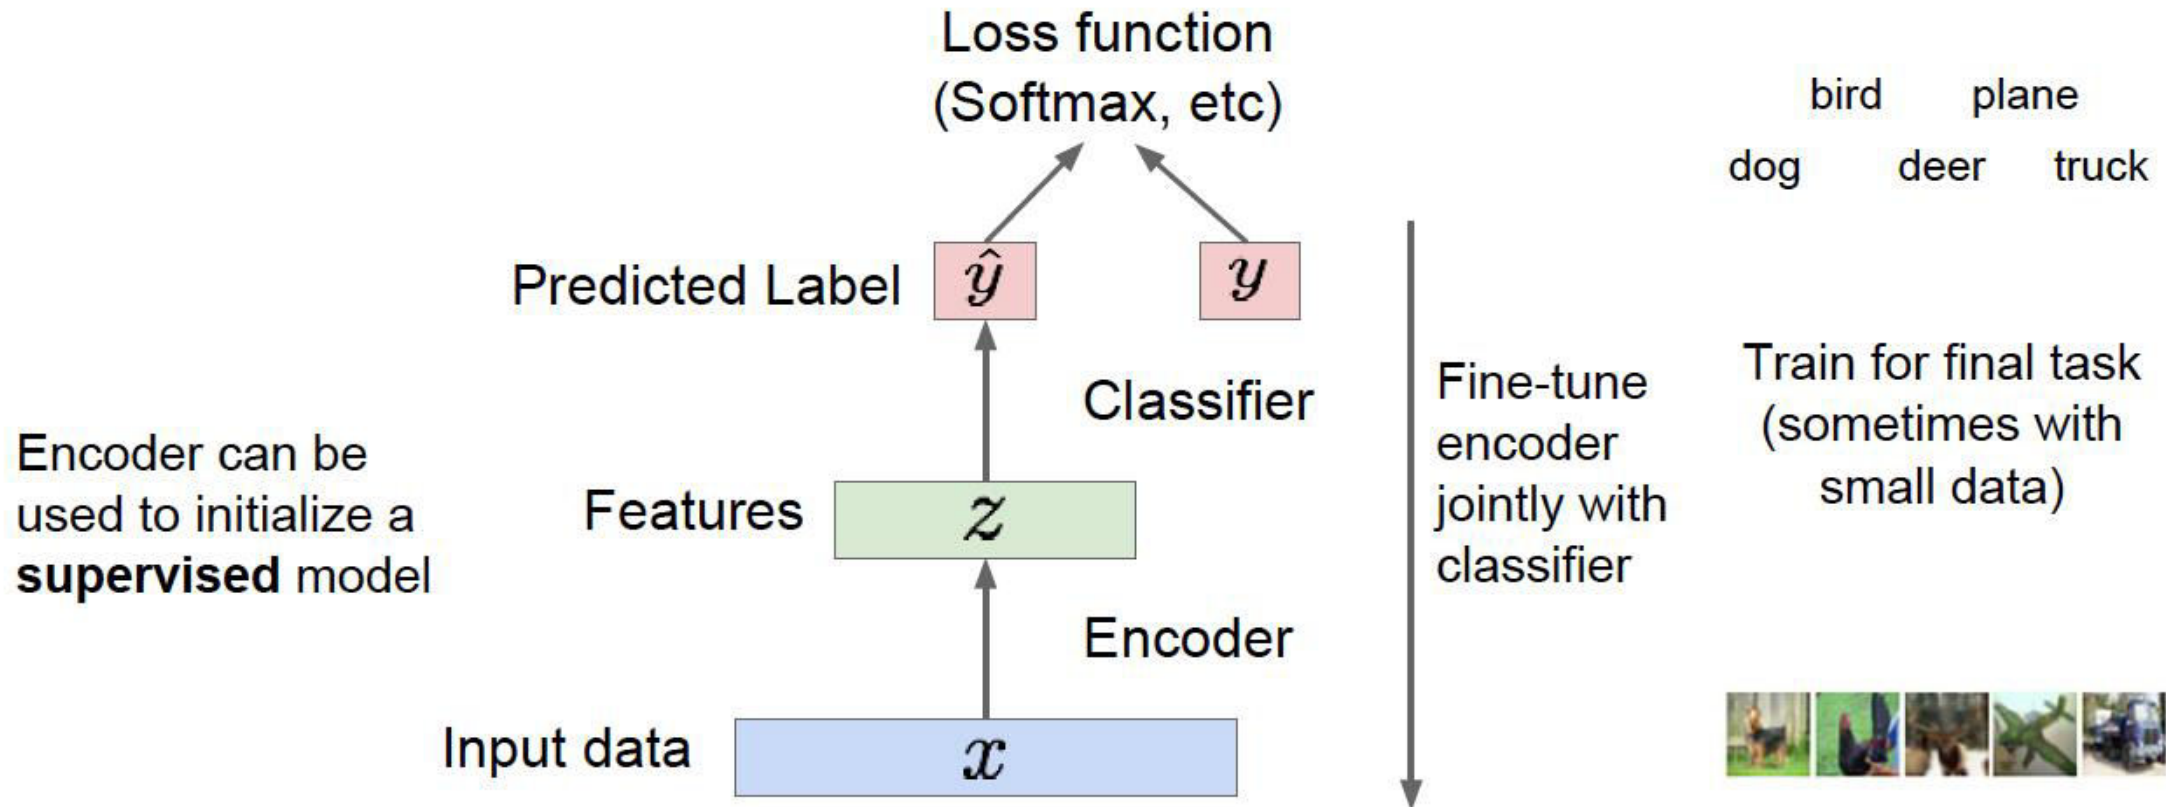 Loss function
(Softmax, etc)
bird plane
dog deer truck
Predicted Label
ŷ
y
Classifier
Fine-tune
encoder
jointly with
classifier
Train for final task
(sometimes with
small data)
Encoder can be
used to initialize a
supervised model
Features
z
Encoder
Input data
x